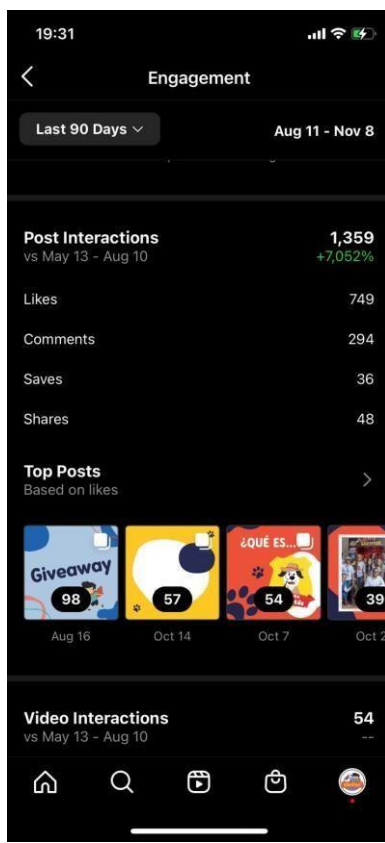 19:31
Engagement
Last 90 Days
Aug 11 - Nov 8
Post Interactions 1,359
vs May 13 - Aug 10 +7,052%
Likes 749
Comments 294
Saves 36
Shares 48
Top Posts
Based on likes
Giveaway
¿QUÉ ES...
98 57 54 39
Aug 16 Oct 14 Oct 7 Oct 2
Video Interactions 54
vs May 13 - Aug 10 --